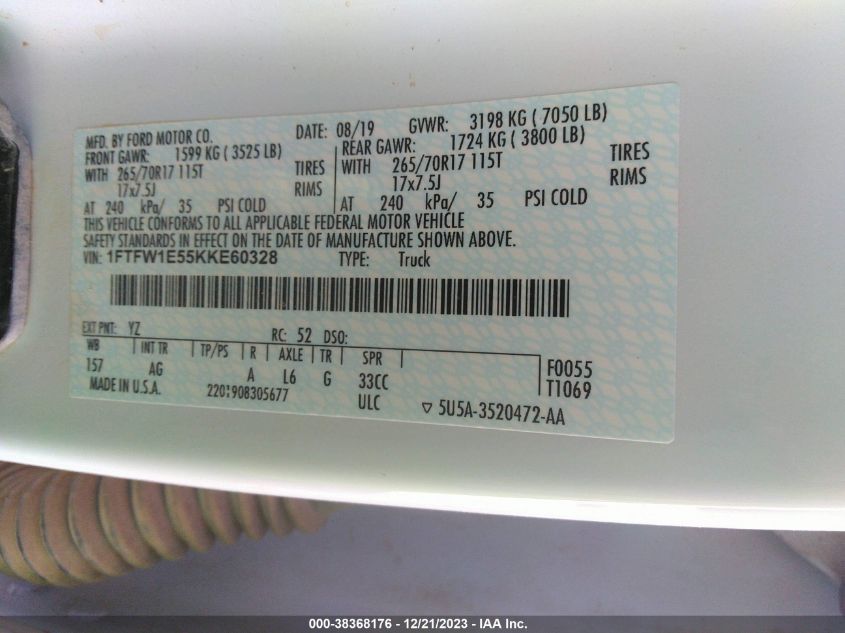 MFD. BY FORD MOTOR CO. DATE: 08/19 GVWR: 3198 KG ( 7050 LB)
FRONT GAWR: 1599 KG ( 3525 LB) REAR GAWR: 1724 KG ( 3800 LB)
WITH 265/70R17 115T TIRES WITH 265/70R17 115T TIRES
17x7.5J RIMS 17x7.5J RIMS
AT 240 kPa/ 35 PSI COLD AT 240 kPa/ 35 PSI COLD
THIS VEHICLE CONFORMS TO ALL APPLICABLE FEDERAL MOTOR VEHICLE
SAFETY STANDARDS IN EFFECT ON THE DATE OF MANUFACTURE SHOWN ABOVE.
VIN: 1FTFW1E55KKE60328 TYPE: Truck
EXT PNT: YZ RC: 52 DSO:
WB INT TR TP/PS R AXLE TR SPR F0055
157 AG A L6 G 33CC T1069
MADE IN U.S.A. 2201908305677 ULC 5U5A-3520472-AA
000-38368176 - 12/21/2023 - IAA Inc.